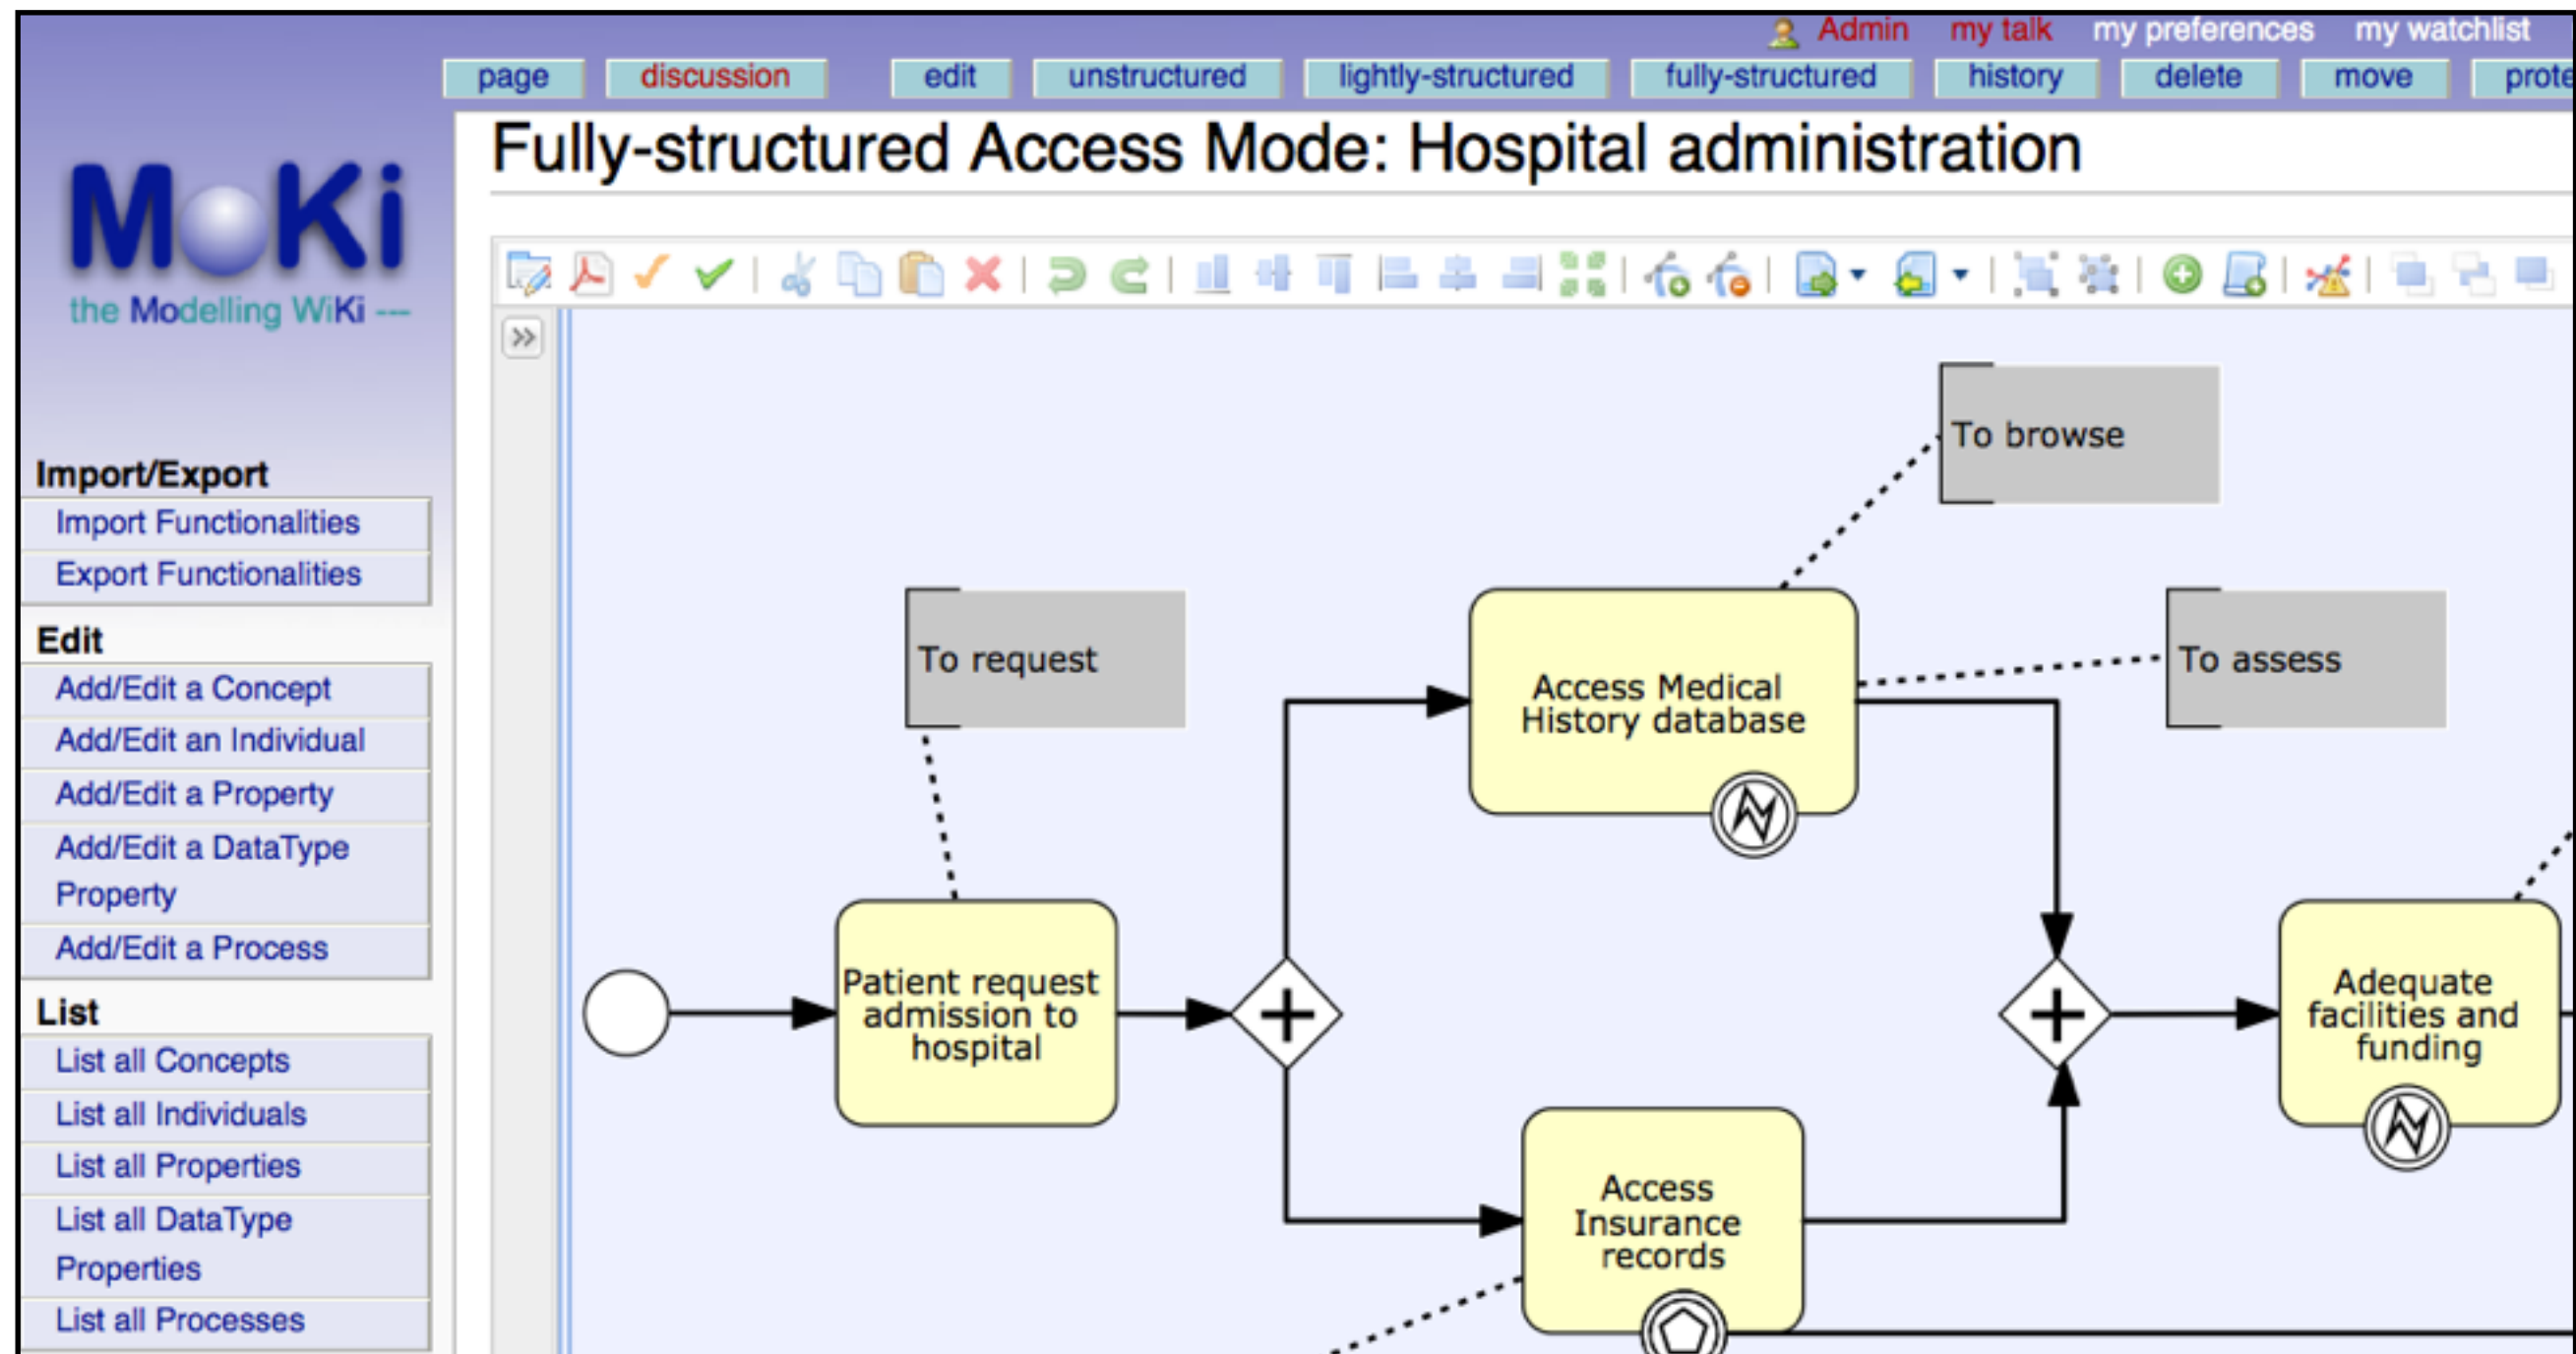 Admin my talk my preferences my watchlist
page discussion edit unstructured lightly-structured fully-structured history delete move
MoKi
the Modelling WiKi ---
Fully-structured Access Mode: Hospital administration
Import/Export
Import Functionalities
Export Functionalities
Edit
Add/Edit a Concept
Add/Edit an Individual
Add/Edit a Property
Add/Edit a DataType
Property
Add/Edit a Process
List
List all Concepts
List all Individuals
List all Properties
List all DataType
Properties
List all Processes
To browse
To request
To assess
Access Medical
History database
Patient request
admission to
hospital
Adequate
facilities and
funding
Access
Insurance
records